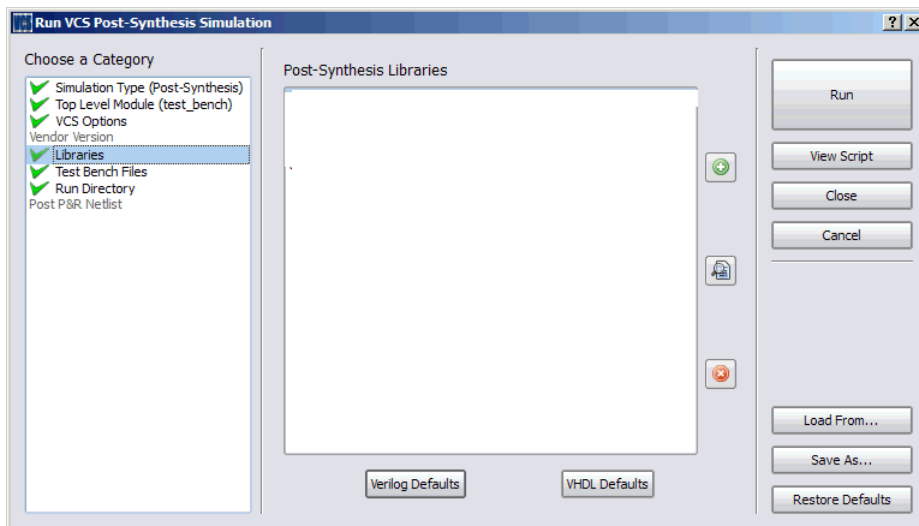 Run VCS Post-Synthesis Simulation
Choose a Category
Simulation Type (Post-Synthesis)
Top Level Module (test_bench)
VCS Options
Vendor Version
Libraries
Test Bench Files
Run Directory
Post P&R Netlist
Post-Synthesis Libraries
Verilog Defaults
VHDL Defaults
Run
View Script
Close
Cancel
Load From...
Save As...
Restore Defaults